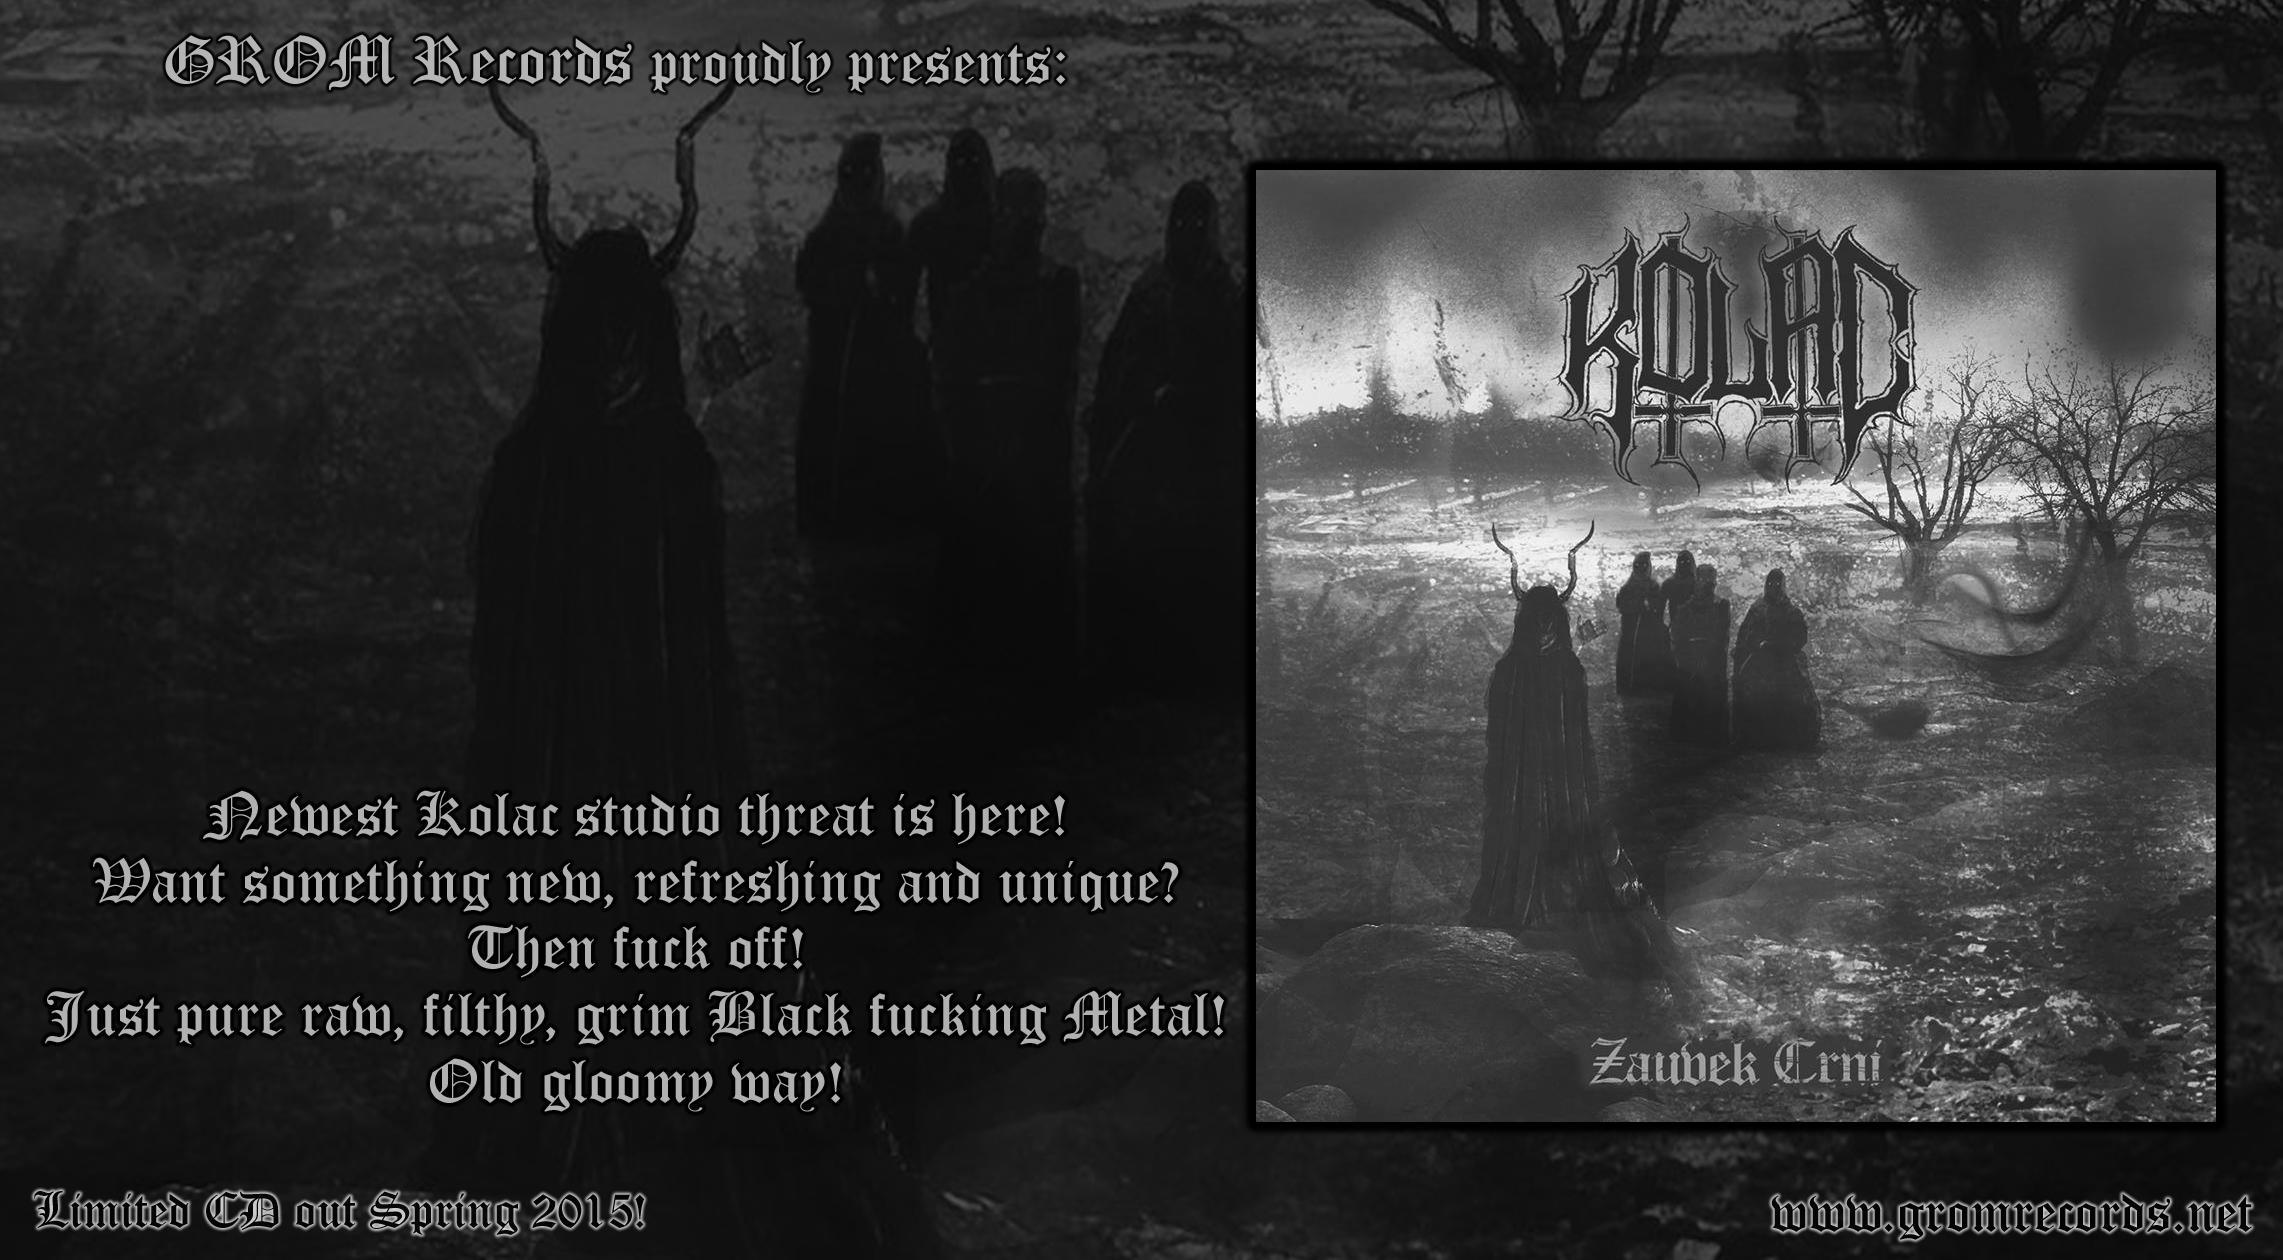 GROM Records proudly presents:
KOLAC
Newest Kolac studio threat is here!
Want something new, refreshing and unique?
Then fuck off!
Just pure raw, filthy, grim Black fucking Metal!
Old gloomy way!
Zauvek Crni
Limited CD out Spring 2015!
www.gromrecords.net